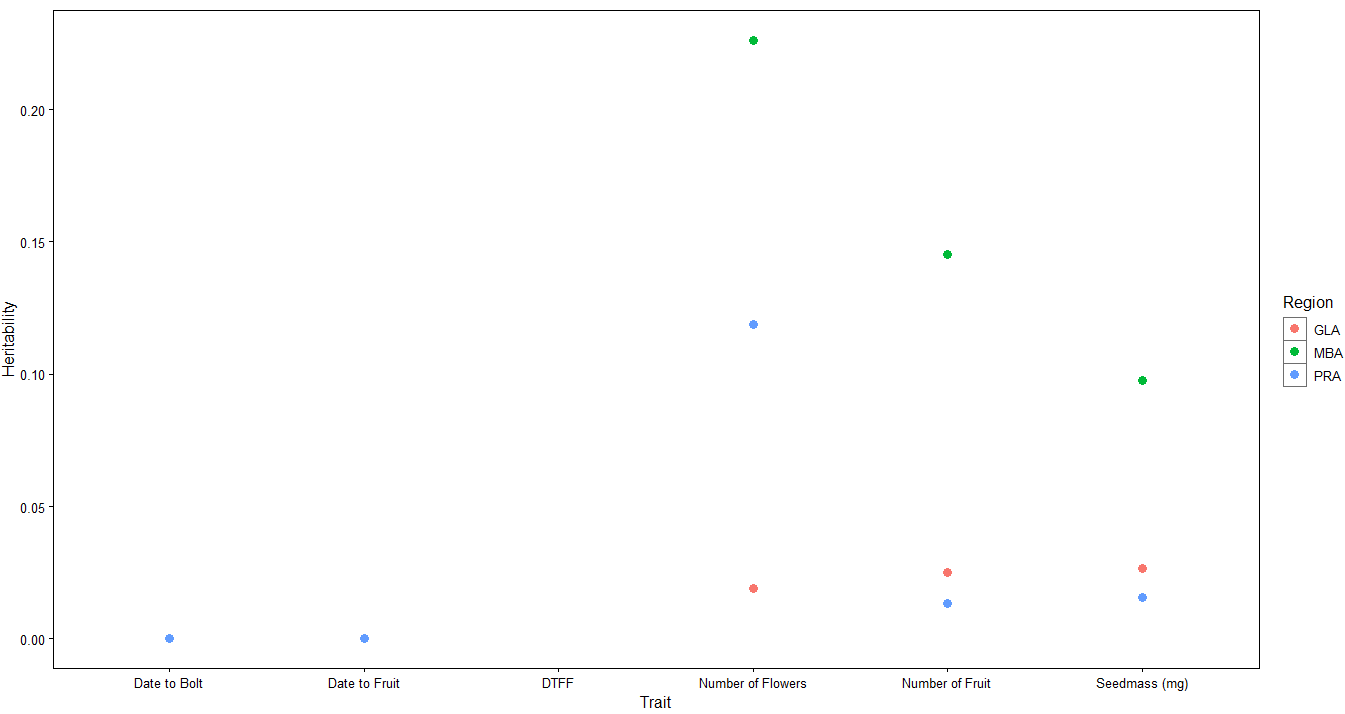 Heritability
0.20
0.15
0.10
0.05
0.00
Date to Bolt
Date to Fruit
DTFF
Number of Flowers
Number of Fruit
Seedmass (mg)
Trait
Region
GLA
MBA
PRA